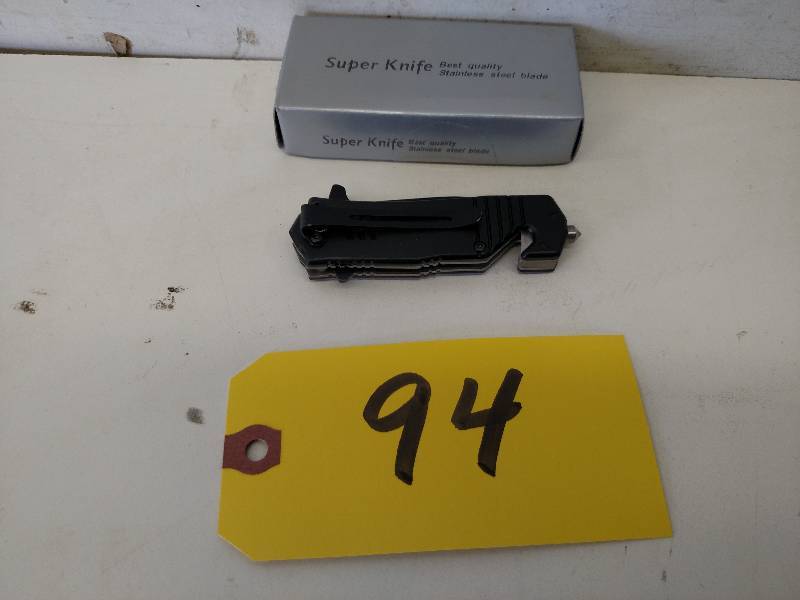 Super Knife Best quality
Stainless steel blade
Super Knife Best quality
Stainless steel blade
94